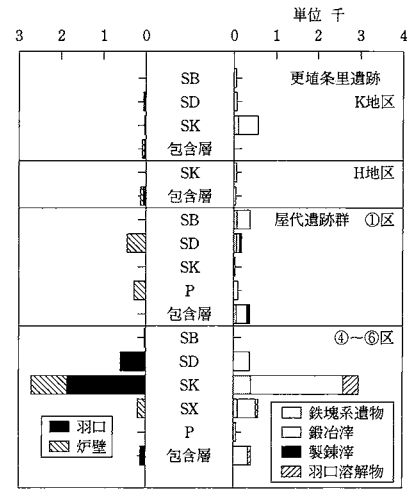 単位 千
3 2 1 0 0 1 2 3 4
SB 更埴条里遺跡
SD K地区
SK
包含層
SK H地区
包含層
SB 屋代遺跡群 ①区
SD
SK
P
包含層
SB ④〜⑥区
SD
SK
SX
P
包含層
羽口
炉壁
鉄塊系遺物
鍛冶滓
製錬滓
羽口溶解物